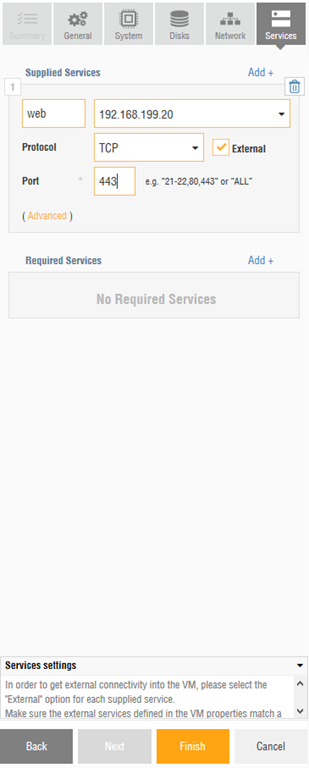 Summary General System Disks Network Services
Supplied Services Add +
1
web 192.168.199.20
Protocol TCP External
Port * 443 e.g. "21-22,80,443" or "ALL"
( Advanced )
Required Services Add +
No Required Services
Services settings
In order to get external connectivity into the VM, please select the
"External" option for each supplied service.
Make sure the external services defined in the VM properties match a
Back Next Finish Cancel